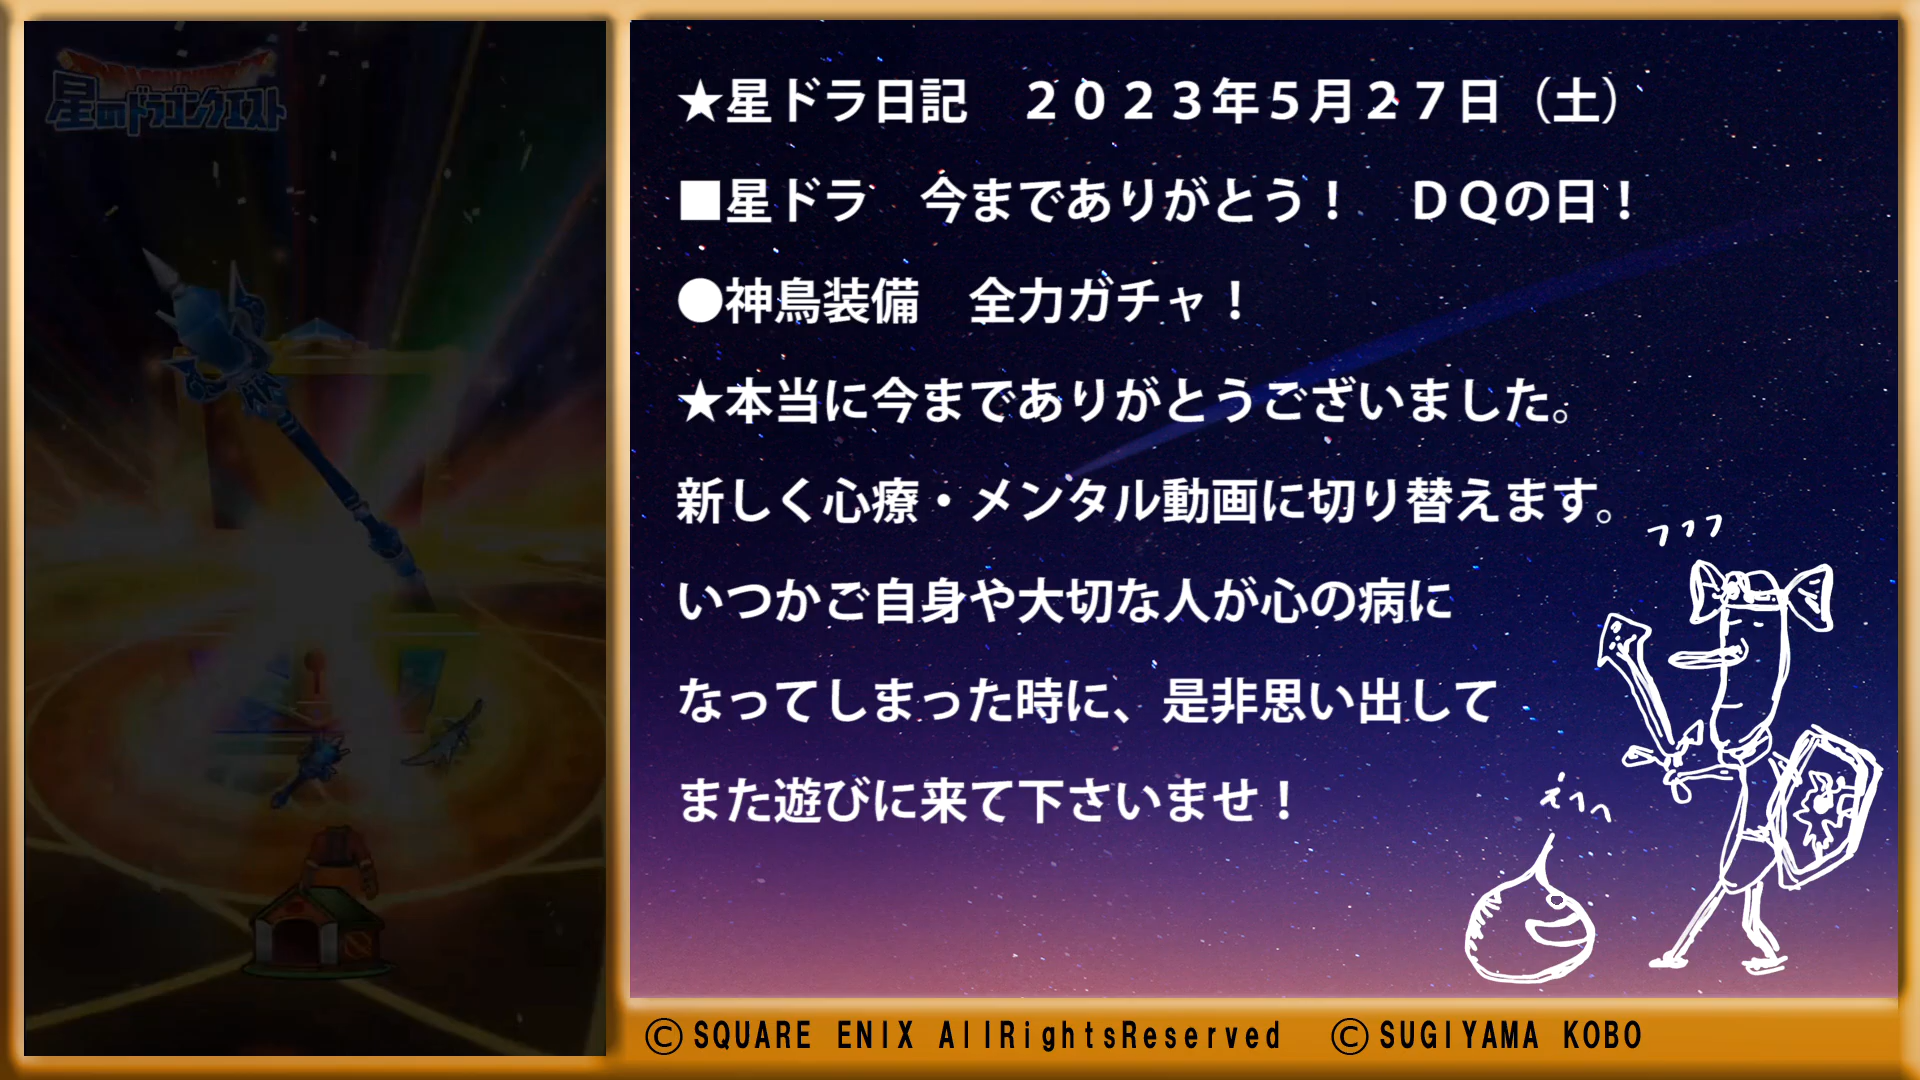 星のドラゴンクエスト
★星ドラ日記　２０２３年５月２７日（土）
■星ドラ　今までありがとう！　ＤＱの日！
●神鳥装備　全力ガチャ！
★本当に今までありがとうございました。
新しく心療・メンタル動画に切り替えます。
いつかご自身や大切な人が心の病に
なってしまった時に、是非思い出して
また遊びに来て下さいませ！
フフフ
えへへ
©SQUARE ENIX AllRightsReserved　©SUGIYAMA KOBO